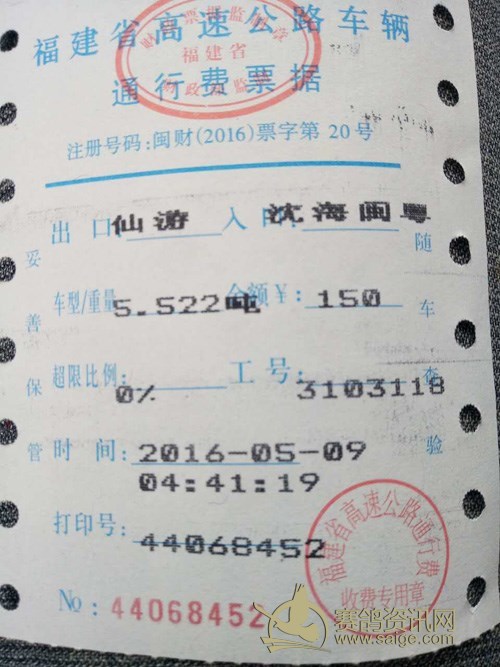 福建省高速公路车辆
通行费票据
福建省
注册号码:闽财(2016)票字第 20号
出 口 仙游 入 口 沈海闽粤
车型/重量 5.522吨 金额¥: 150
超限比例: 0% 工 号: 3103118
时 间: 2016-05-09
04:41:19
打印号: 44068452
No: 44068452
妥善保管
随车查验
福建省高速公路通行费
收费专用章
赛鸽资讯网
www.saigc.com